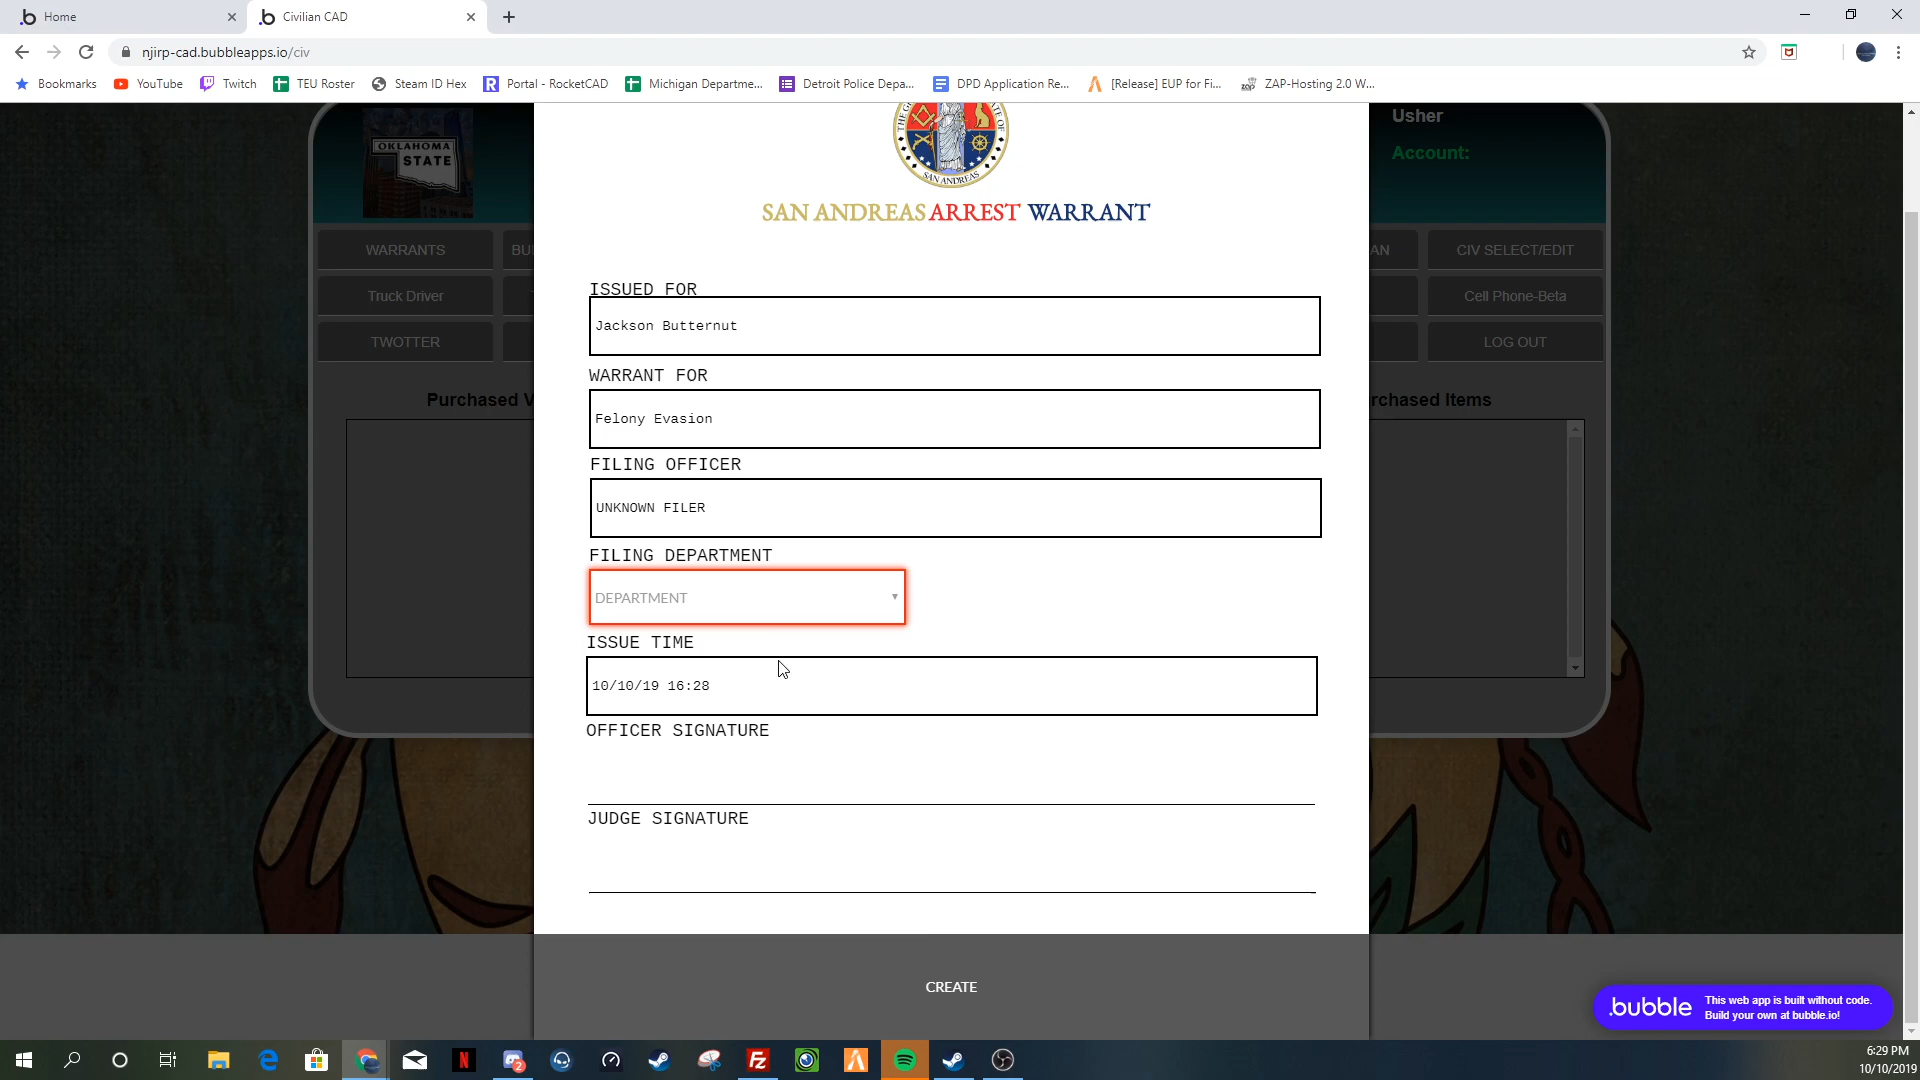 Home
Civilian CAD
njirp-cad.bubbleapps.io/civ
Bookmarks YouTube Twitch TEU Roster Steam ID Hex Portal - RocketCAD Michigan Departme... Detroit Police Depa... DPD Application Re... [Release] EUP for Fi... ZAP-Hosting 2.0 W...
OKLAHOMA
STATE
SAN ANDREAS
Usher
Account:
SAN ANDREAS ARREST WARRANT
WARRANTS
BU
AN
CIV SELECT/EDIT
Truck Driver
Cell Phone-Beta
TWOTTER
LOG OUT
Purchased V
rchased Items
ISSUED FOR
Jackson Butternut
WARRANT FOR
Felony Evasion
FILING OFFICER
UNKNOWN FILER
FILING DEPARTMENT
DEPARTMENT
ISSUE TIME
10/10/19 16:28
OFFICER SIGNATURE
JUDGE SIGNATURE
CREATE
.bubble
This web app is built without code.
Build your own at bubble.io!
2
6:29 PM
10/10/2019